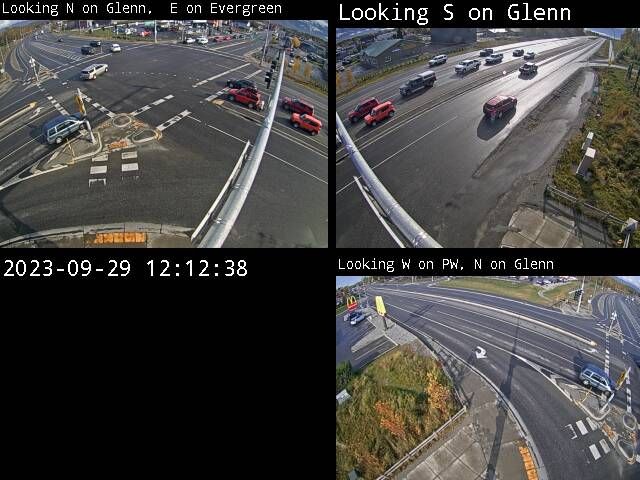 Looking N on Glenn, E on Evergreen
Looking S on Glenn
2023-09-29 12:12:38
Looking W on PW, N on Glenn